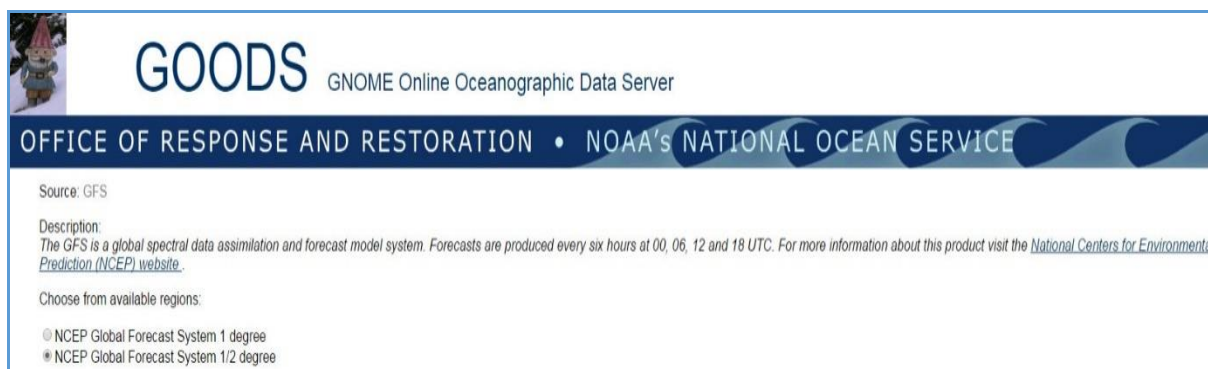 GOODS GNOME Online Oceanographic Data Server
OFFICE OF RESPONSE AND RESTORATION • NOAA's NATIONAL OCEAN SERVICE
Source: GFS
Description:
The GFS is a global spectral data assimilation and forecast model system. Forecasts are produced every six hours at 00, 06, 12 and 18 UTC. For more information about this product visit the National Centers for Environmenta
Prediction (NCEP) website .
Choose from available regions:
NCEP Global Forecast System 1 degree
NCEP Global Forecast System 1/2 degree